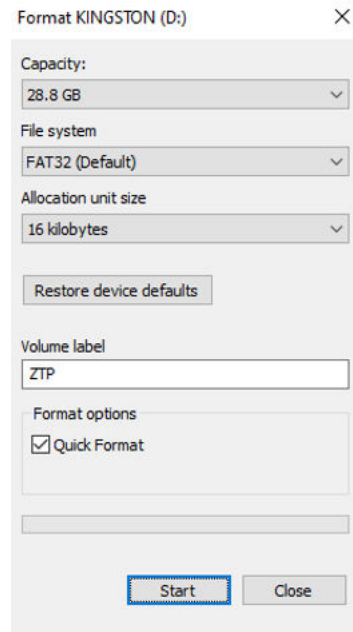 Format KINGSTON (D:)
Capacity:
28.8 GB
File system
FAT32 (Default)
Allocation unit size
16 kilobytes
Restore device defaults
Volume label
ZTP
Format options
Quick Format
Start
Close